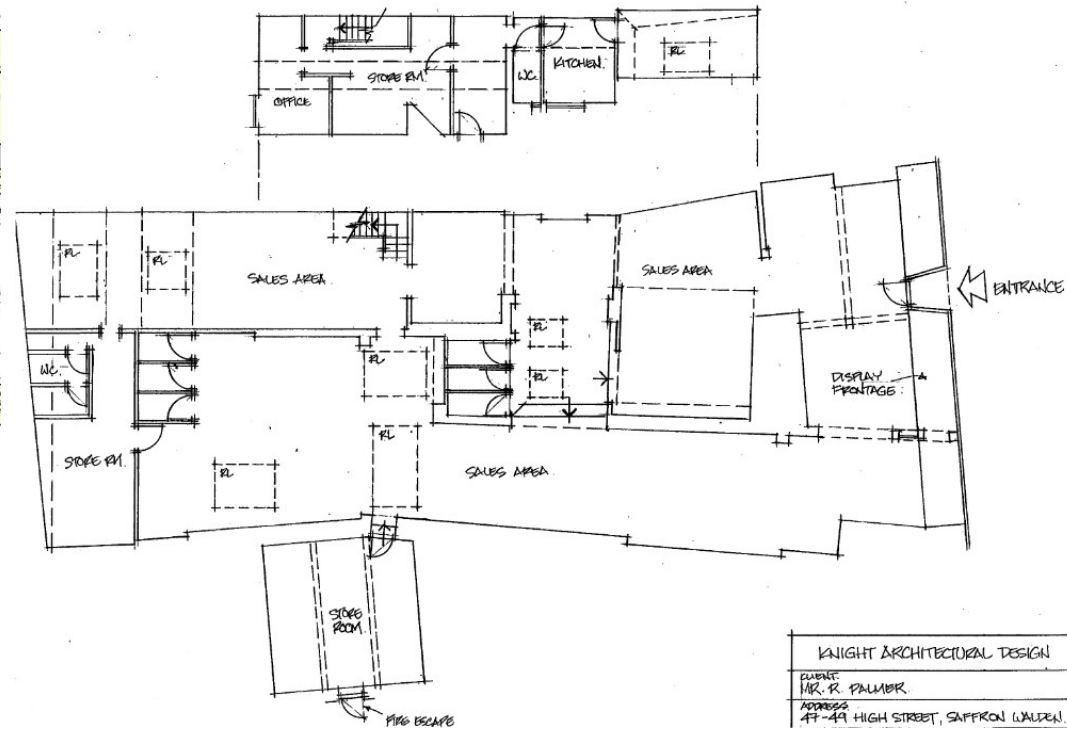 RL
WC.
KITCHEN.
STORE RM.
OFFICE
RL
RL
SALES AREA
SALES AREA
ENTRANCE
RL
RL
WC.
RL
DISPLAY
FRONTAGE.
RL
STORE RM.
RL
SALES AREA
STORE
ROOM.
FIRE ESCAPE
KNIGHT ARCHITECTURAL DESIGN
CLIENT.
MR. R. PALMER.
ADDRESS.
47-49 HIGH STREET, SAFFRON WALDEN.